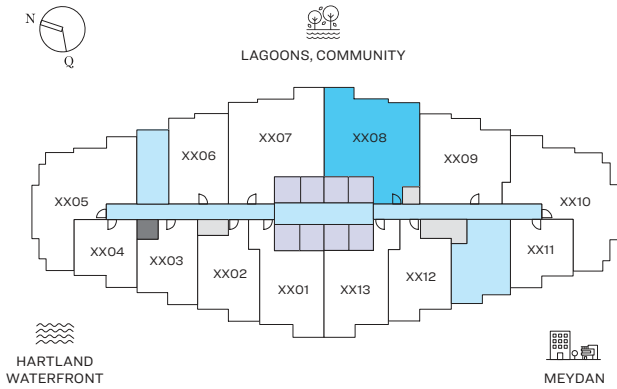 N
Q
LAGOONS, COMMUNITY
XX07
XX08
XX06
XX09
XX05
XX10
XX04
XX03
XX02
XX01
XX13
XX12
XX11
HARTLAND
WATERFRONT
MEYDAN